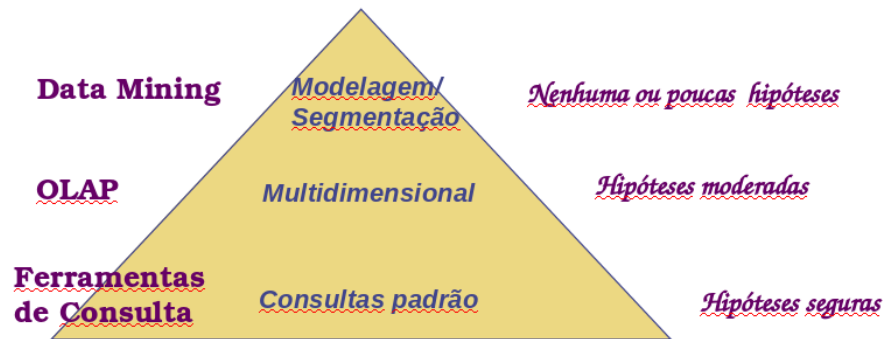 Data Mining
Modelagem/
Segmentação
Nenhuma ou poucas hipóteses
OLAP
Multidimensional
Hipóteses moderadas
Ferramentas
de Consulta
Consultas padrão
Hipóteses seguras